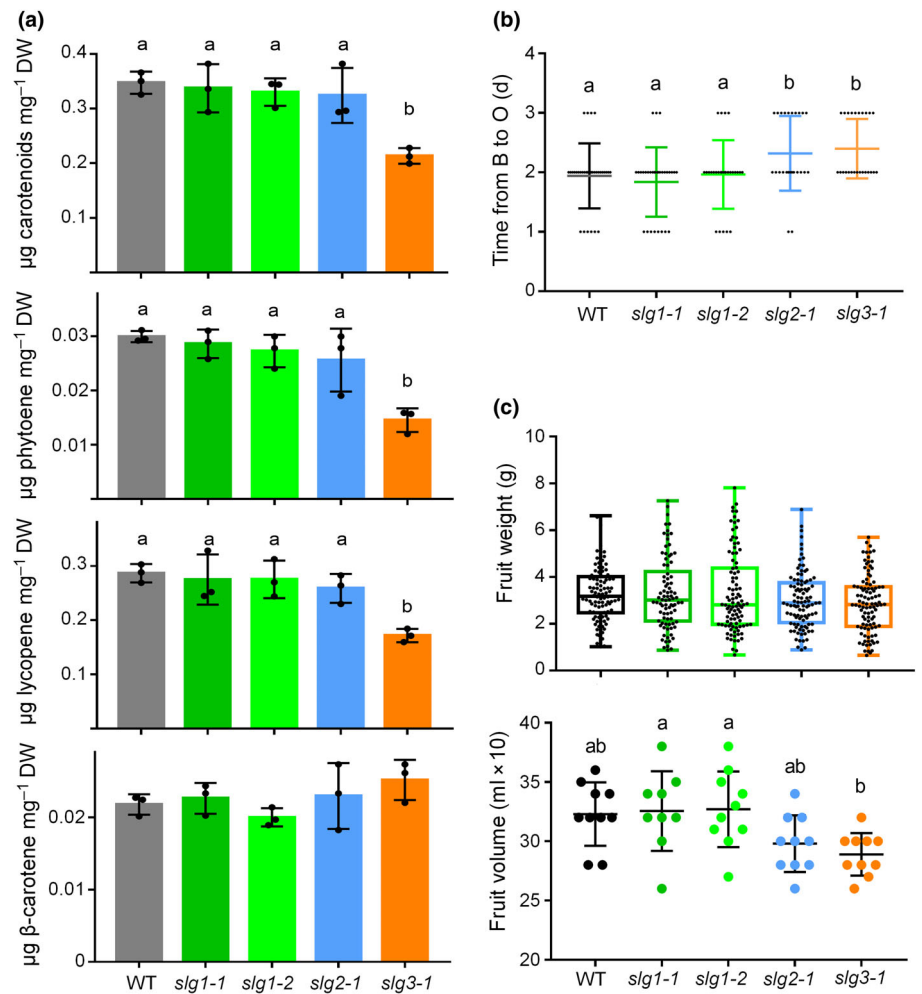 (a)
a a a a b
µg carotenoids mg−1 DW
0.4
0.3
0.2
0.1
a a a a b
µg phytoene mg−1 DW
0.03
0.02
0.01
a a a a b
µg lycopene mg−1 DW
0.3
0.2
0.1
µg β-carotene mg−1 DW
0.02
0.01
0
WT slg1-1 slg1-2 slg2-1 slg3-1
(b)
a a a b b
Time from B to O (d)
4
3
2
1
0
WT slg1-1 slg1-2 slg2-1 slg3-1
(c)
Fruit weight (g)
10
8
6
4
2
0
ab a a ab b
Fruit volume (ml × 10)
40
35
30
25
20
WT slg1-1 slg1-2 slg2-1 slg3-1